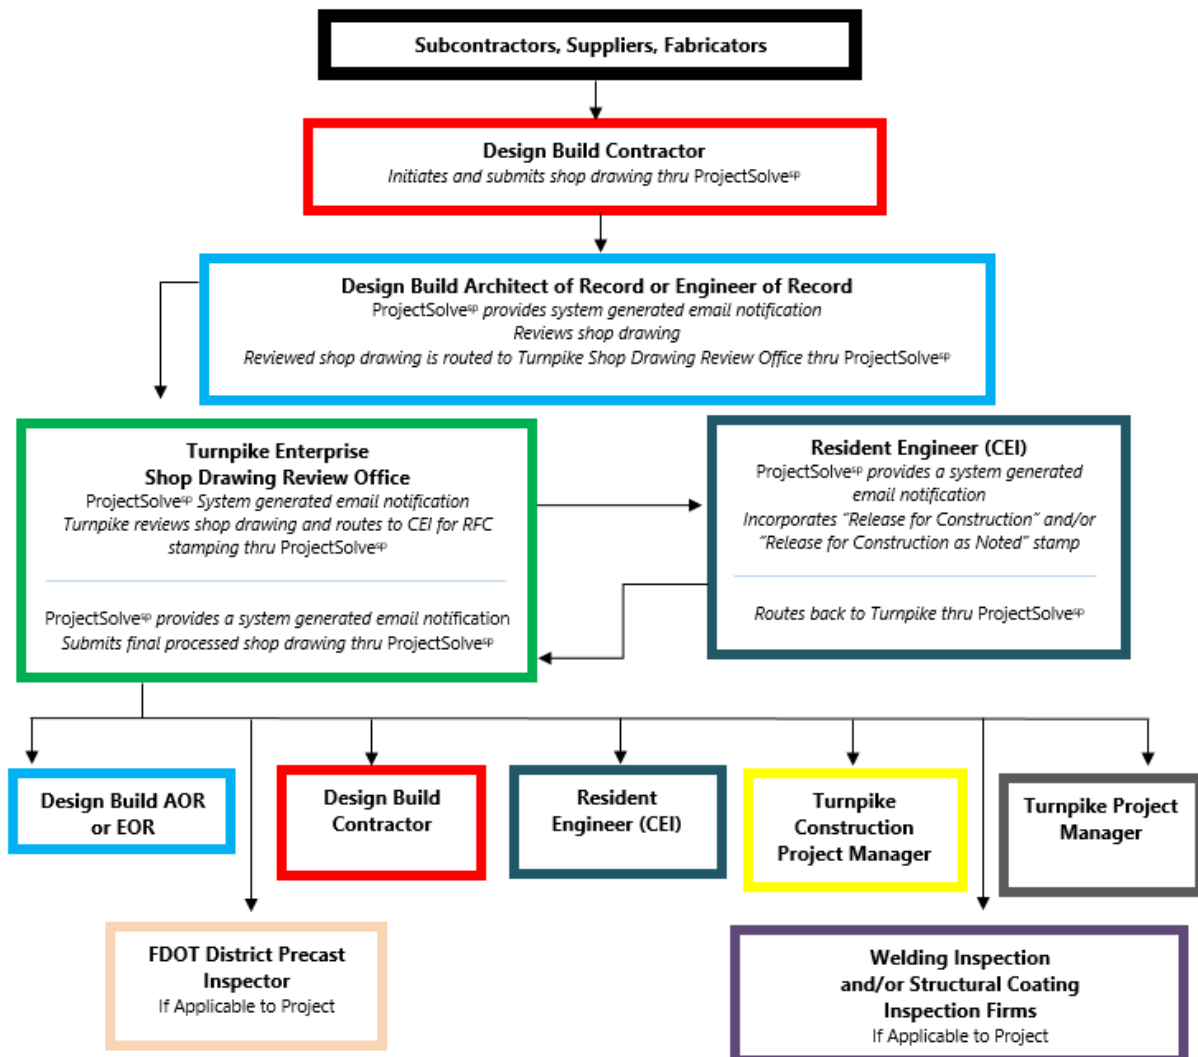 Subcontractors, Suppliers, Fabricators
Design Build Contractor
Initiates and submits shop drawing thru ProjectSolveˢᵖ
Design Build Architect of Record or Engineer of Record
ProjectSolveˢᵖ provides system generated email notification
Reviews shop drawing
Reviewed shop drawing is routed to Turnpike Shop Drawing Review Office thru ProjectSolveˢᵖ
Turnpike Enterprise
Shop Drawing Review Office
ProjectSolveˢᵖ System generated email notification
Turnpike reviews shop drawing and routes to CEI for RFC
stamping thru ProjectSolveˢᵖ
ProjectSolveˢᵖ provides a system generated email notification
Submits final processed shop drawing thru ProjectSolveˢᵖ
Resident Engineer (CEI)
ProjectSolveˢᵖ provides a system generated
email notification
Incorporates “Release for Construction” and/or
“Release for Construction as Noted” stamp
Routes back to Turnpike thru ProjectSolveˢᵖ
Design Build AOR
or EOR
Design Build
Contractor
Resident
Engineer (CEI)
Turnpike
Construction
Project Manager
Turnpike Project
Manager
FDOT District Precast
Inspector
If Applicable to Project
Welding Inspection
and/or Structural Coating
Inspection Firms
If Applicable to Project